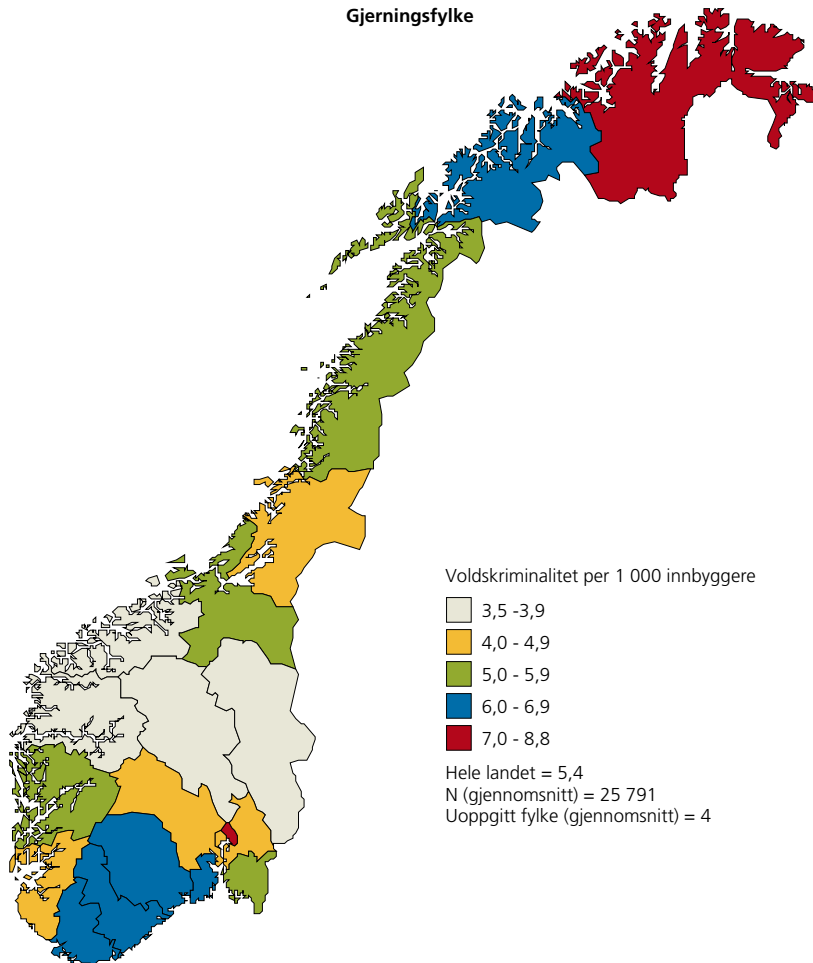 Gjerningsfylke
Voldskriminalitet per 1 000 innbyggere
3,5 -3,9
4,0 - 4,9
5,0 - 5,9
6,0 - 6,9
7,0 - 8,8
Hele landet = 5,4
N (gjennomsnitt) = 25 791
Uoppgitt fylke (gjennomsnitt) = 4